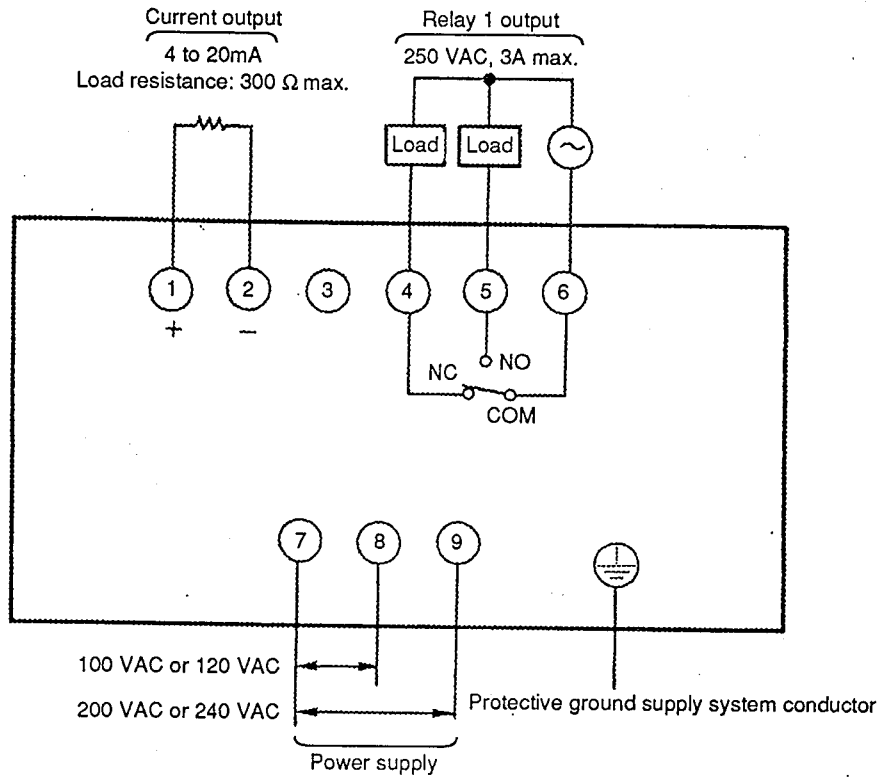 Current output
4 to 20mA
Load resistance: 300 Ω max.
Relay 1 output
250 VAC, 3A max.
Load
Load
1
2
3
4
5
6
+
−
NO
NC
COM
7
8
9
100 VAC or 120 VAC
200 VAC or 240 VAC
Protective ground supply system conductor
Power supply